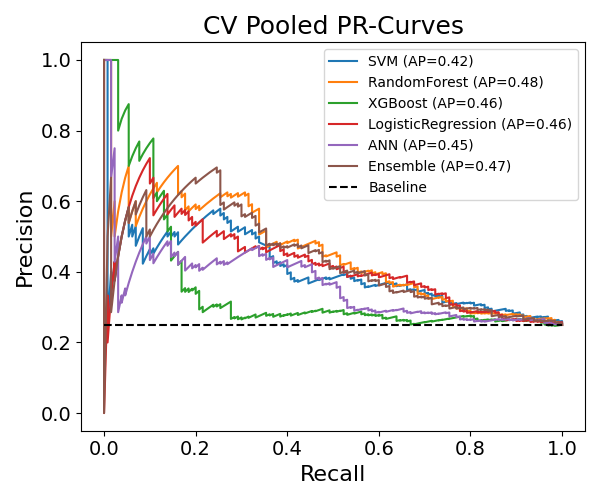 CV Pooled PR-Curves
SVM (AP=0.42)
RandomForest (AP=0.48)
XGBoost (AP=0.46)
LogisticRegression (AP=0.46)
ANN (AP=0.45)
Ensemble (AP=0.47)
Baseline
Precision
1.0
0.8
0.6
0.4
0.2
0.0
0.0 0.2 0.4 0.6 0.8 1.0
Recall